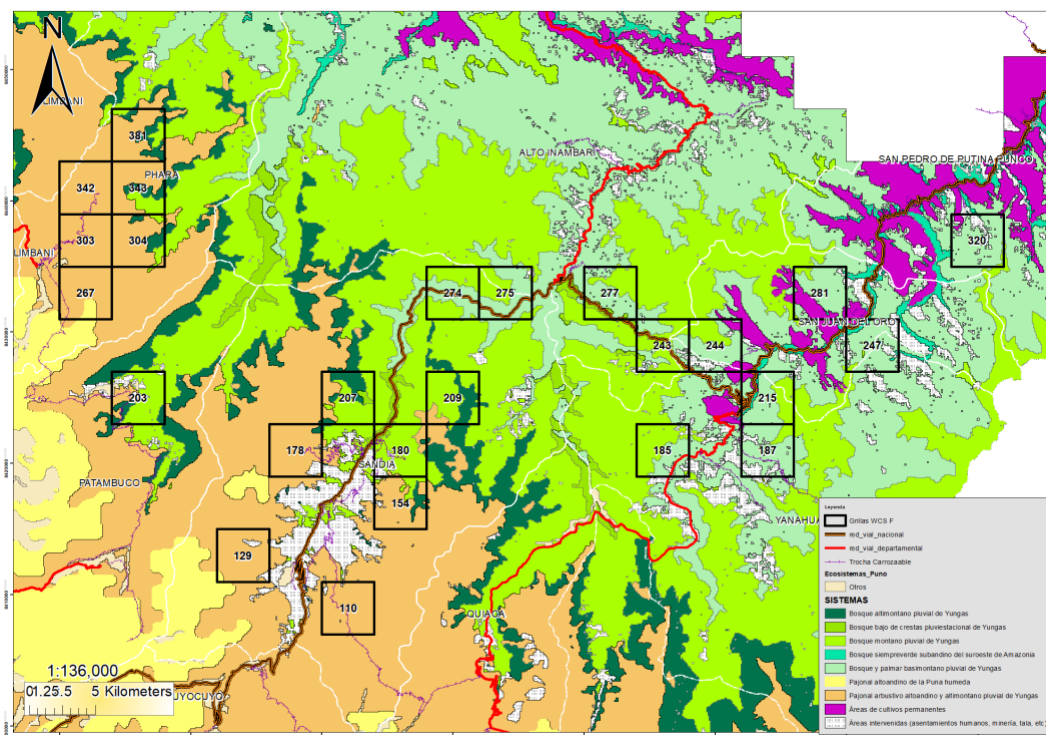 N
LIMBANI
381
PHARA
342
343
303
304
LIMBANI
267
ALTO INAMBARI
SAN PEDRO DE PUTINA PUNCO
320
274
275
277
281
SAN JUAN DEL ORO
243
244
247
203
207
209
215
178
180
185
187
SANDIA
PATAMBUCO
154
129
110
YANAHUA
QUIACA
UYOCUYO
1:136,000
01.25.5 5 Kilometers
Leyenda
Grillas WCS F
red_vial_nacional
red_vial_departamental
Trocha Carrozable
Ecosistemas_Puno
Otros
SISTEMAS
Bosque altimontano pluvial de Yungas
Bosque bajo de crestas pluviestacional de Yungas
Bosque montano pluvial de Yungas
Bosque siempreverde subandino del suroeste de Amazonia
Bosque y palmar basimontano pluvial de Yungas
Pajonal altoandino de la Puna humeda
Pajonal arbustivo altoandino y altimontano pluvial de Yungas
Áreas de cultivos permanentes
Áreas intervenidas (asentamientos humanos, minería, tala, etc)